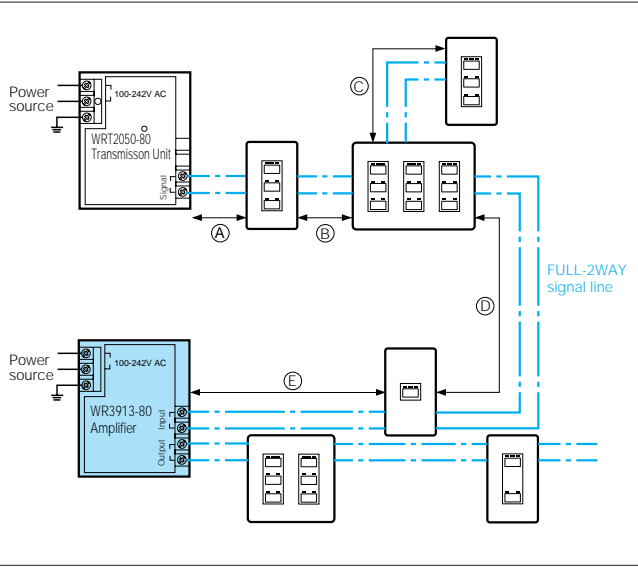 Power
source
100-242V AC
WRT2050-80
Transmisson Unit
Signal
A
B
C
FULL-2WAY
signal line
D
Power
source
100-242V AC
E
WR3913-80
Amplifier
Input
Output